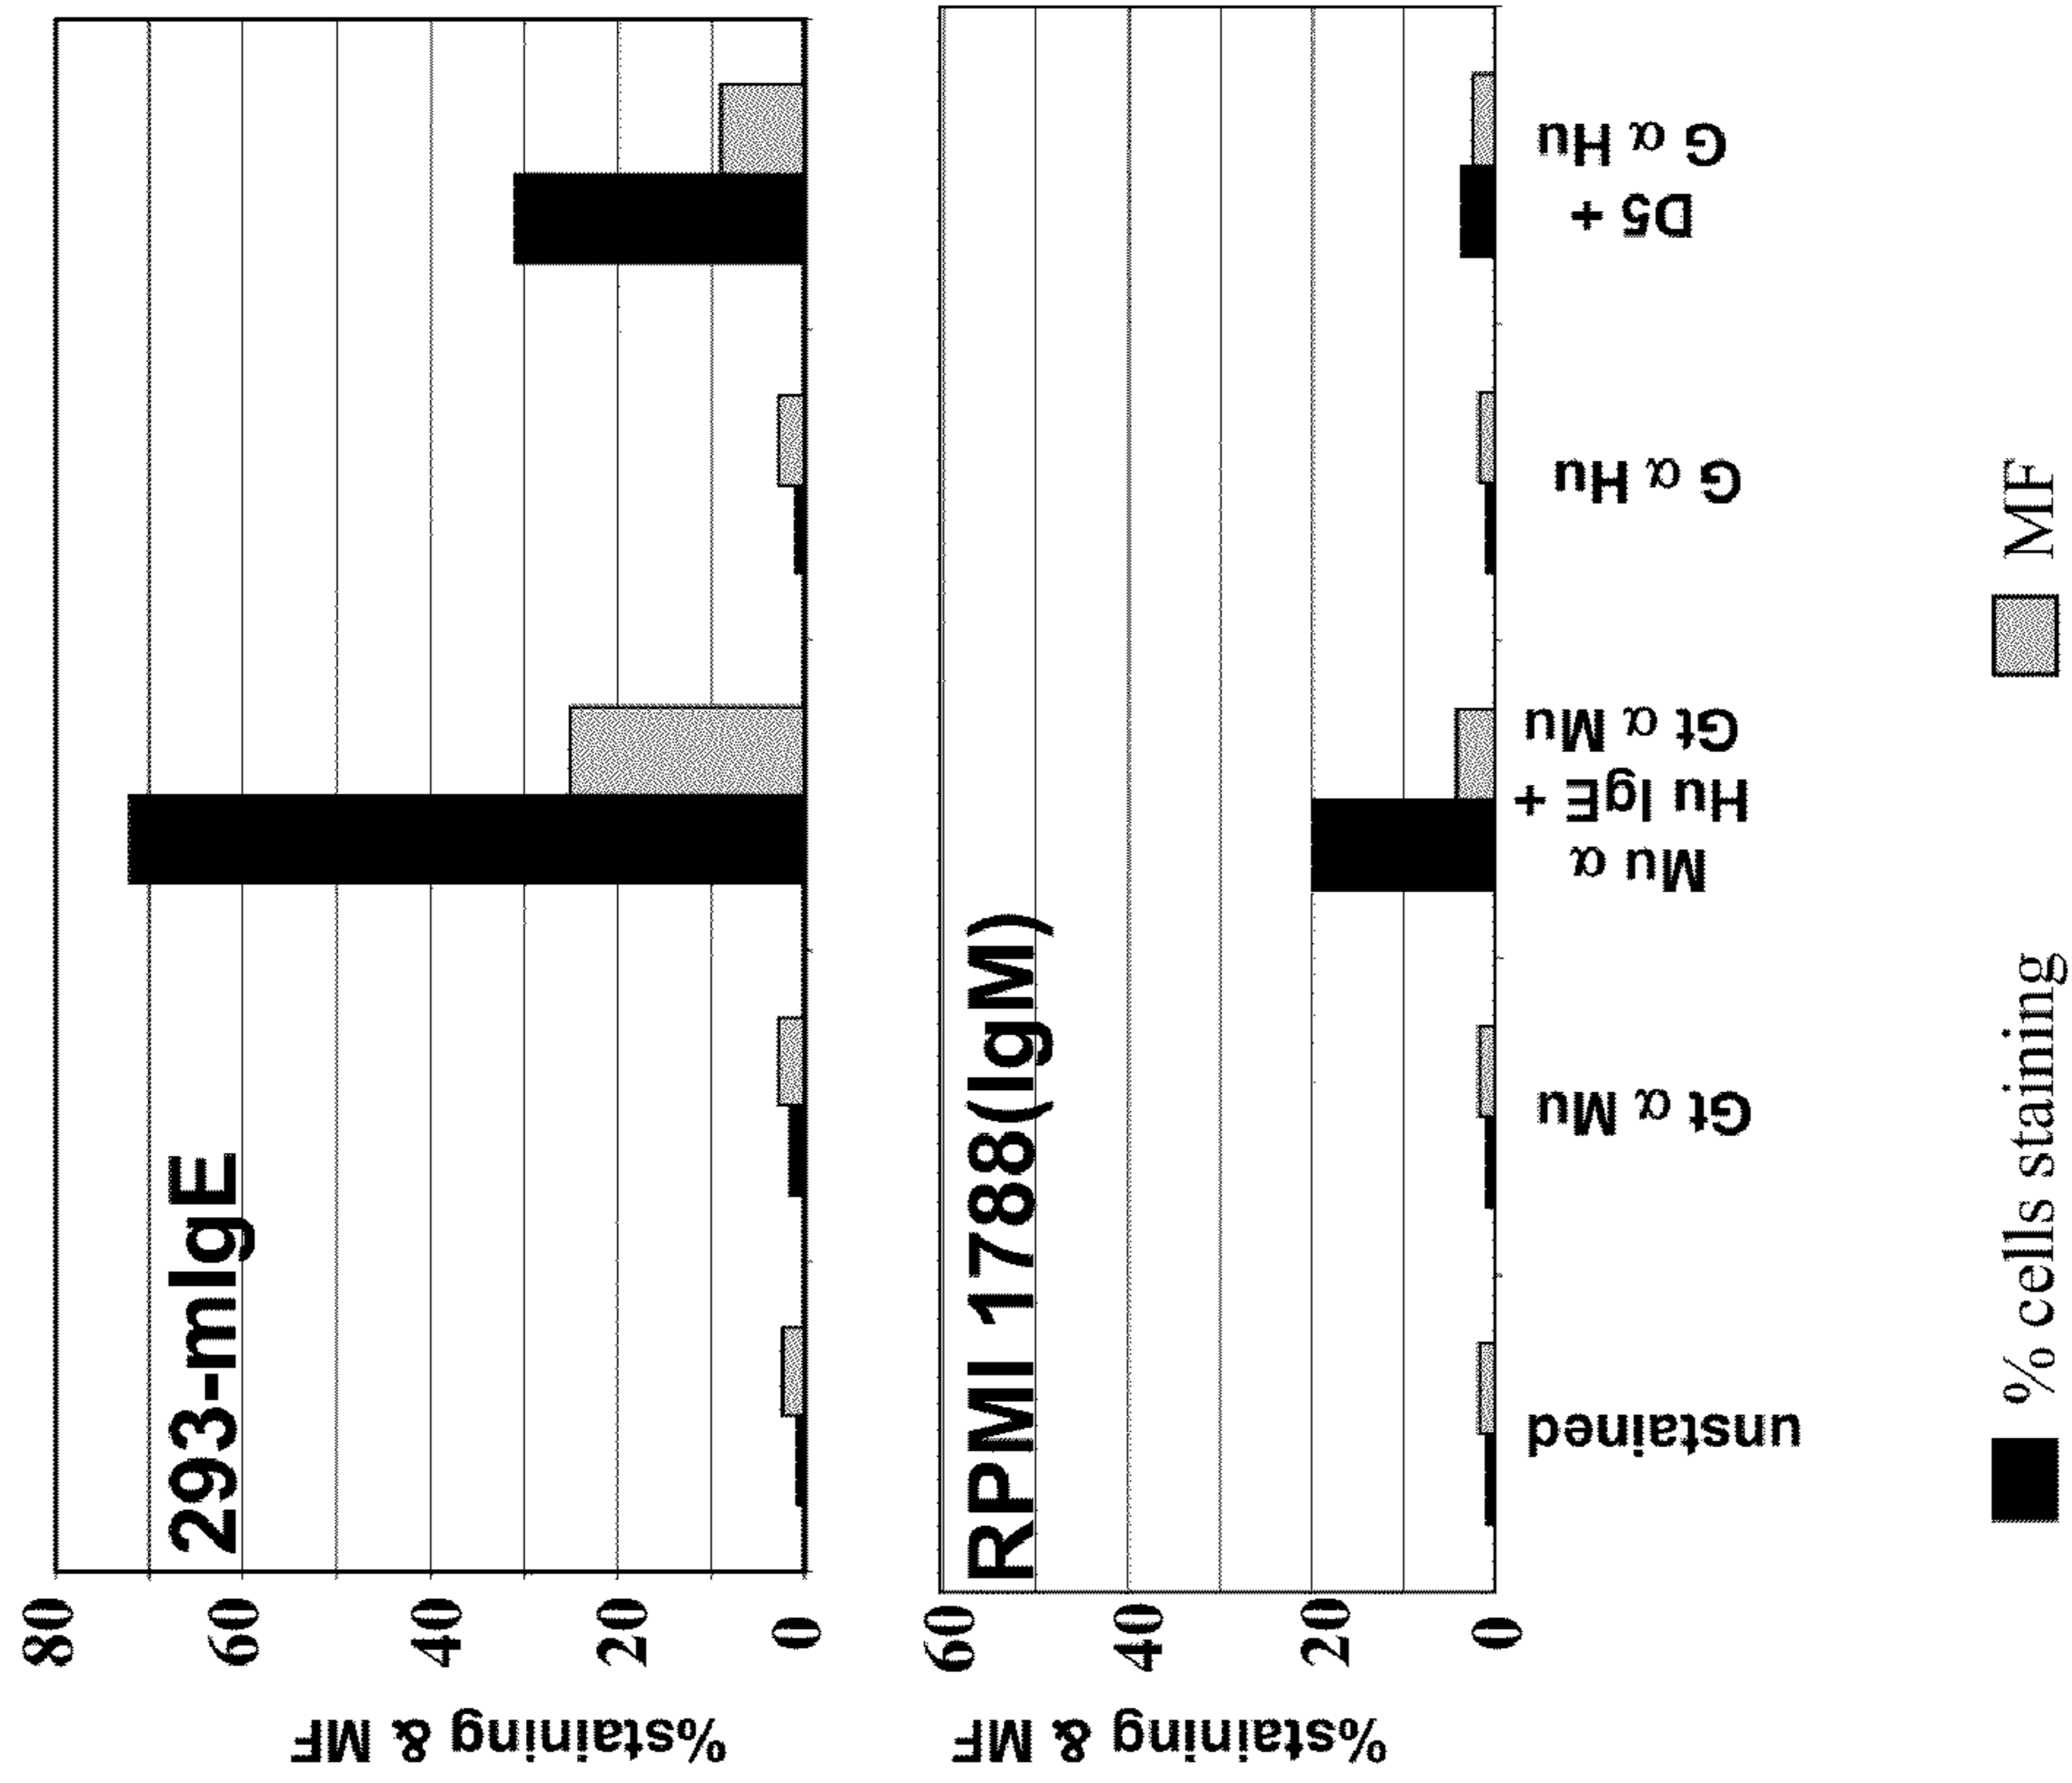 293-mIgE
80
60
40
20
0
%staining & MF
RPMI 1788(IgM)
60
40
20
0
%staining & MF
unstained
Gt α Mu
Mu α
Hu IgE +
Gt α Mu
G α Hu
D5 +
G α Hu
% cells staining
MF